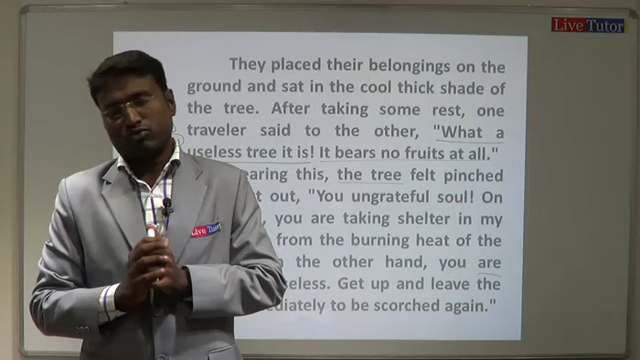 Live Tutor
They placed their belongings on the
ground and sat in the cool thick shade of
the tree. After taking some rest, one
traveler said to the other, "What a
useless tree it is! It bears no fruits at all."
earing this, the tree felt pinched
t out, "You ungrateful soul! On
, you are taking shelter in my
from the burning heat of the
the other hand, you are
seless. Get up and leave the
ediately to be scorched again."
Live Tutor